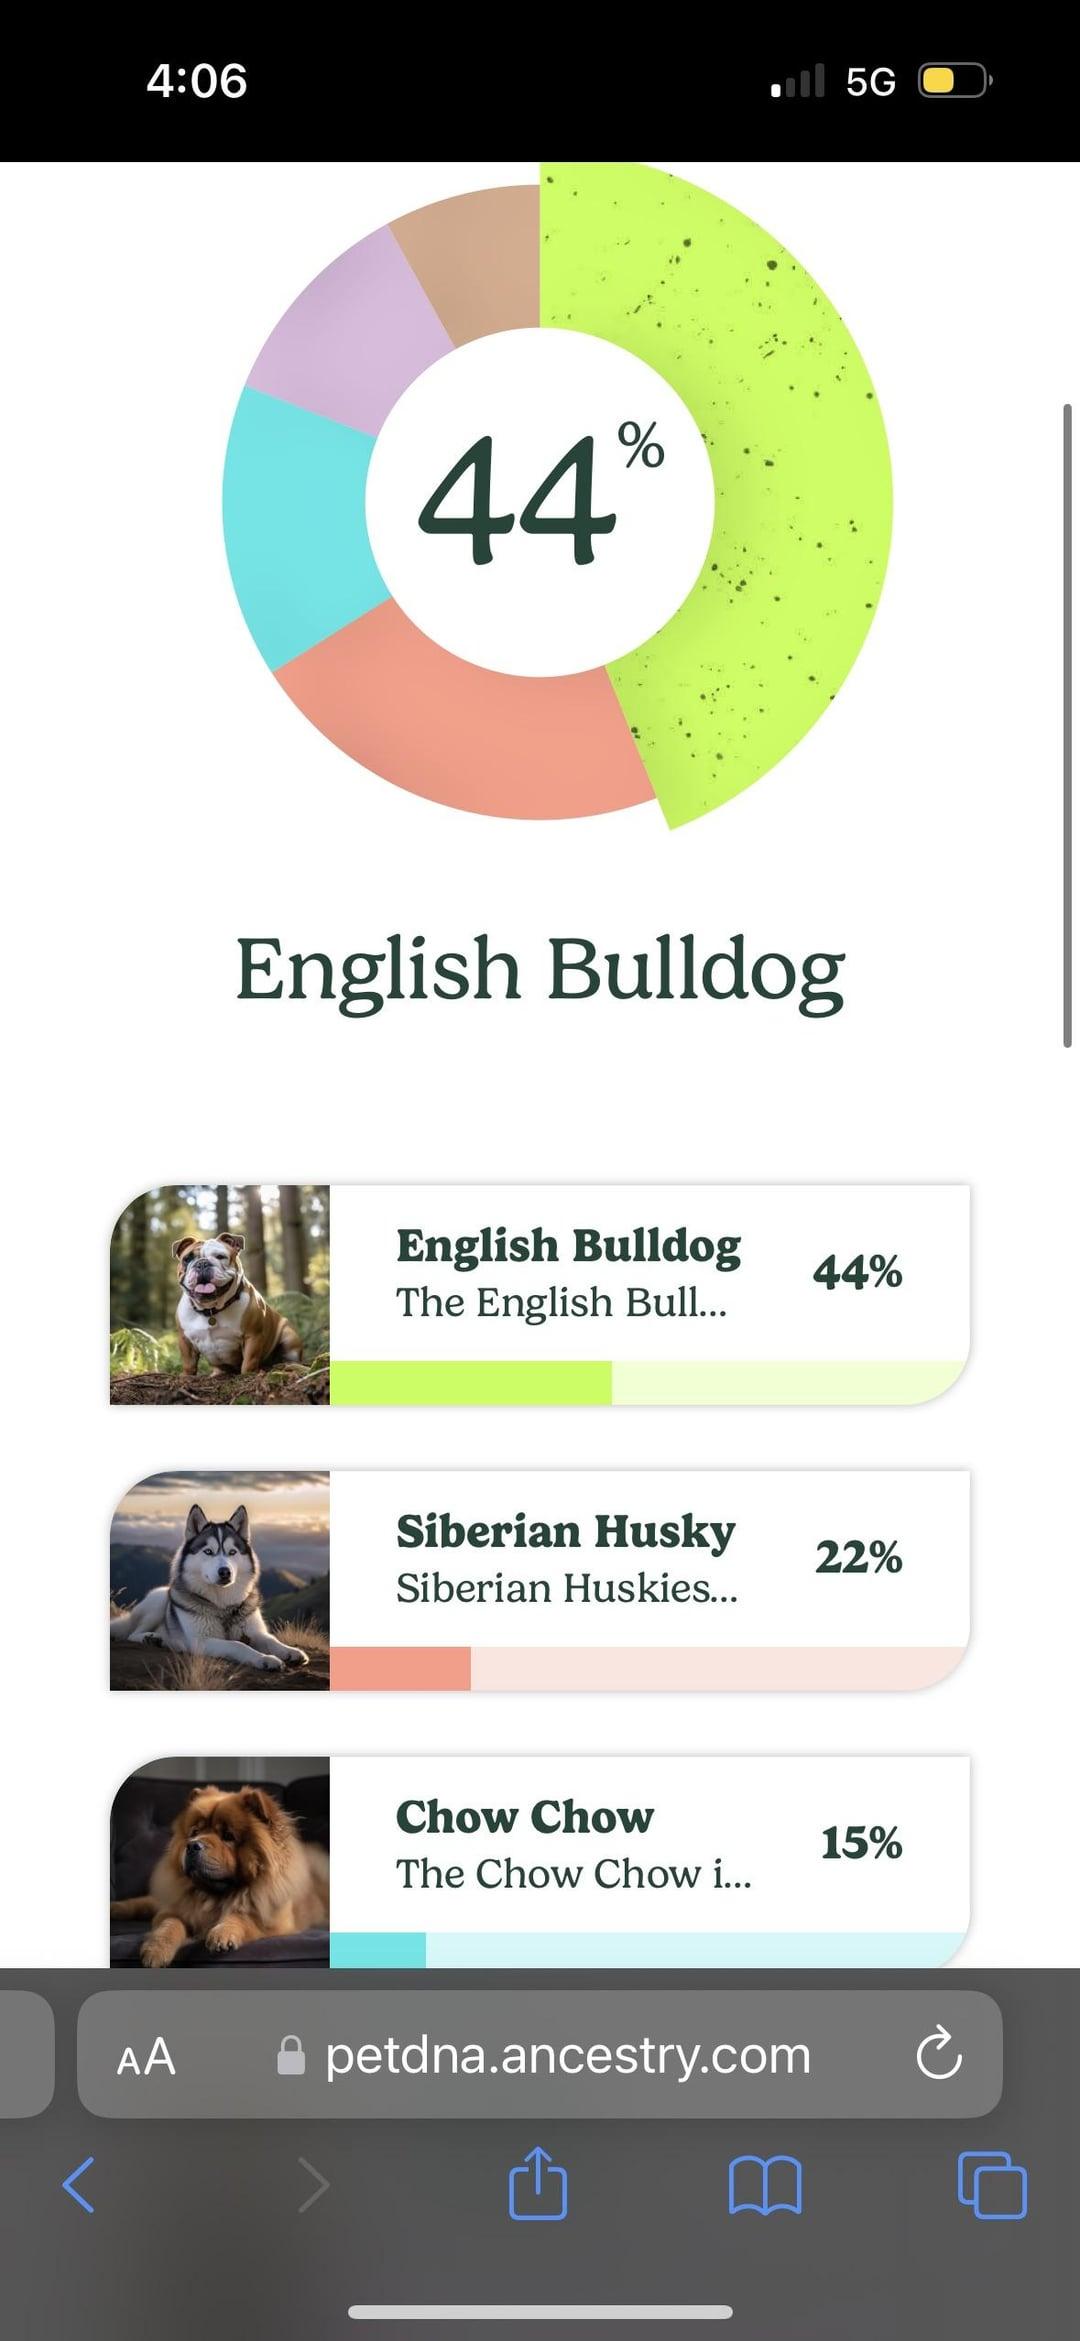 4:06
5G
44%
English Bulldog
English Bulldog
44%
The English Bull...
Siberian Husky
22%
Siberian Huskies...
Chow Chow
15%
The Chow Chow i...
AA
petdna.ancestry.com